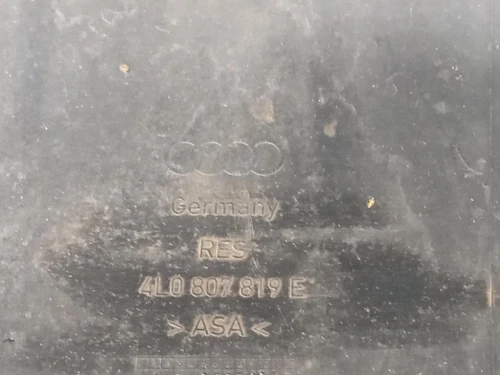 Germany
RES
4L0 807 819 E
> ASA <